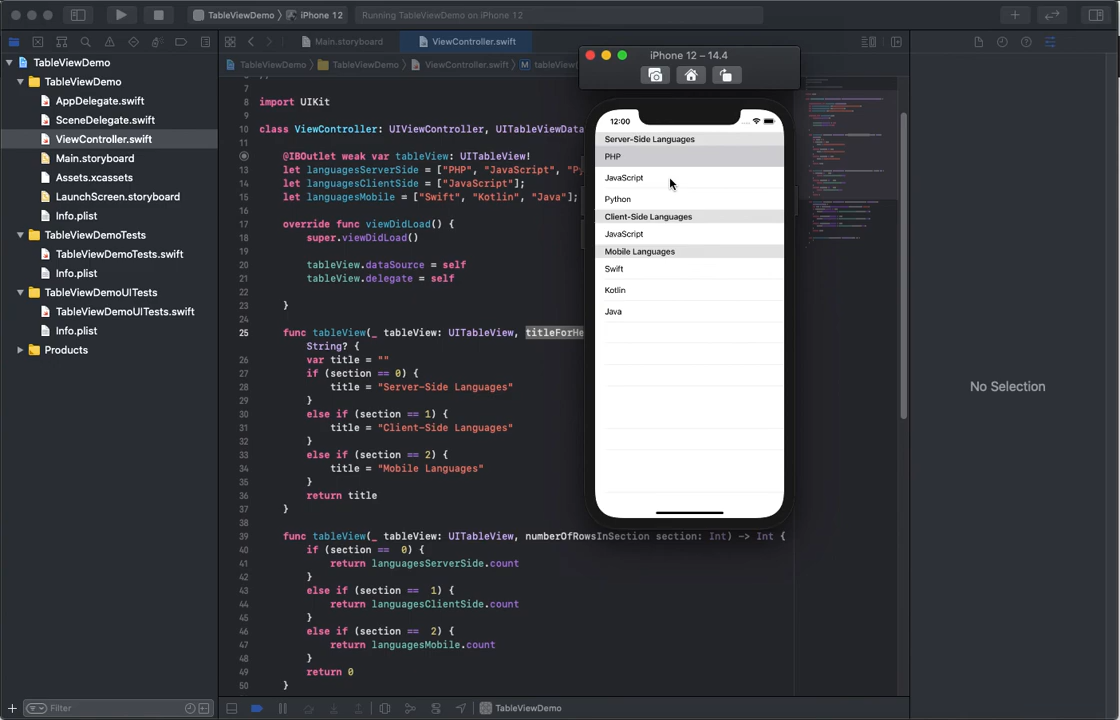 TableViewDemo iPhone 12 Running TableViewDemo on iPhone 12
Main.storyboard ViewController.swift
TableViewDemo TableViewDemo ViewController.swift M tableView
TableViewDemo
TableViewDemo
AppDelegate.swift
SceneDelegate.swift
ViewController.swift
Main.storyboard
Assets.xcassets
LaunchScreen.storyboard
Info.plist
TableViewDemoTests
TableViewDemoTests.swift
Info.plist
TableViewDemoUITests
TableViewDemoUITests.swift
Info.plist
Products
Filter
7
8 import UIKit
9
10 class ViewController: UIViewController, UITableViewData
11
12 @IBOutlet weak var tableView: UITableView!
13 let languagesServerSide = ["PHP", "JavaScript", "Py
14 let languagesClientSide = ["JavaScript"];
15 let languagesMobile = ["Swift", "Kotlin", "Java"];
16
17 override func viewDidLoad() {
18 super.viewDidLoad()
19
20 tableView.dataSource = self
21 tableView.delegate = self
22
23 }
24
25 func tableView(_ tableView: UITableView, titleForHe
String? {
26 var title = ""
27 if (section == 0) {
28 title = "Server-Side Languages"
29 }
30 else if (section == 1) {
31 title = "Client-Side Languages"
32 }
33 else if (section == 2) {
34 title = "Mobile Languages"
35 }
36 return title
37 }
38
39 func tableView(_ tableView: UITableView, numberOfRowsInSection section: Int) -> Int {
40 if (section == 0) {
41 return languagesServerSide.count
42 }
43 else if (section == 1) {
44 return languagesClientSide.count
45 }
46 else if (section == 2) {
47 return languagesMobile.count
48 }
49 return 0
50 }
TableViewDemo
iPhone 12 – 14.4
12:00
Server-Side Languages
PHP
JavaScript
Python
Client-Side Languages
JavaScript
Mobile Languages
Swift
Kotlin
Java
No Selection